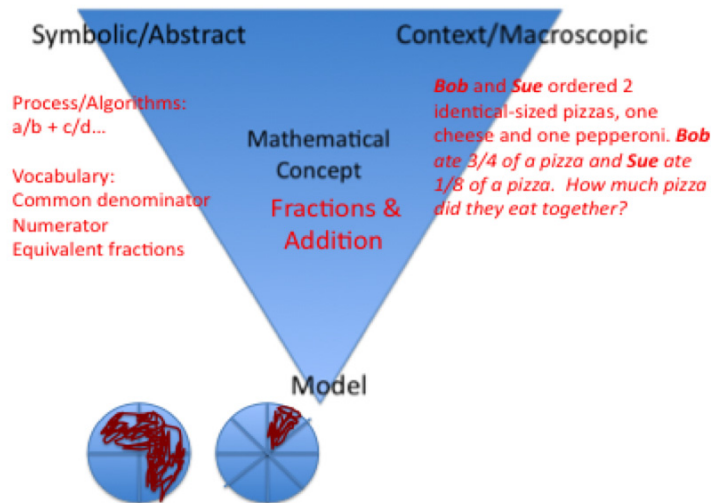 Symbolic/Abstract
Context/Macroscopic
Process/Algorithms:
a/b + c/d...
Vocabulary:
Common denominator
Numerator
Equivalent fractions
Mathematical
Concept
Fractions &
Addition
Bob and Sue ordered 2
identical-sized pizzas, one
cheese and one pepperoni. Bob
ate 3/4 of a pizza and Sue ate
1/8 of a pizza. How much pizza
did they eat together?
Model